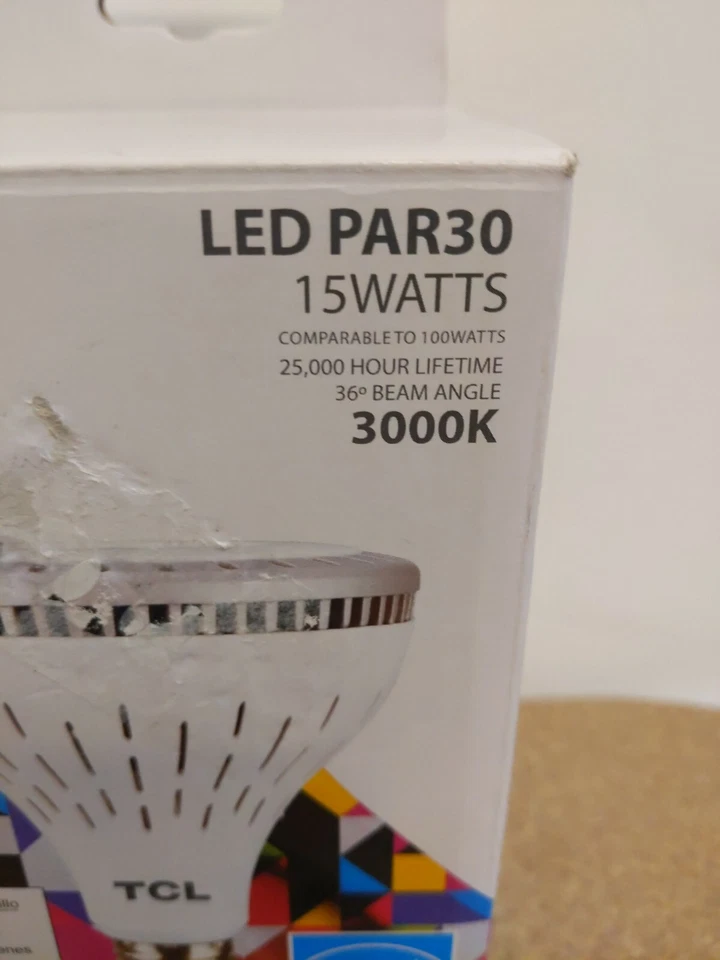 LED PAR30
15WATTS
COMPARABLE TO 100WATTS
25,000 HOUR LIFETIME
36º BEAM ANGLE
3000K
TCL